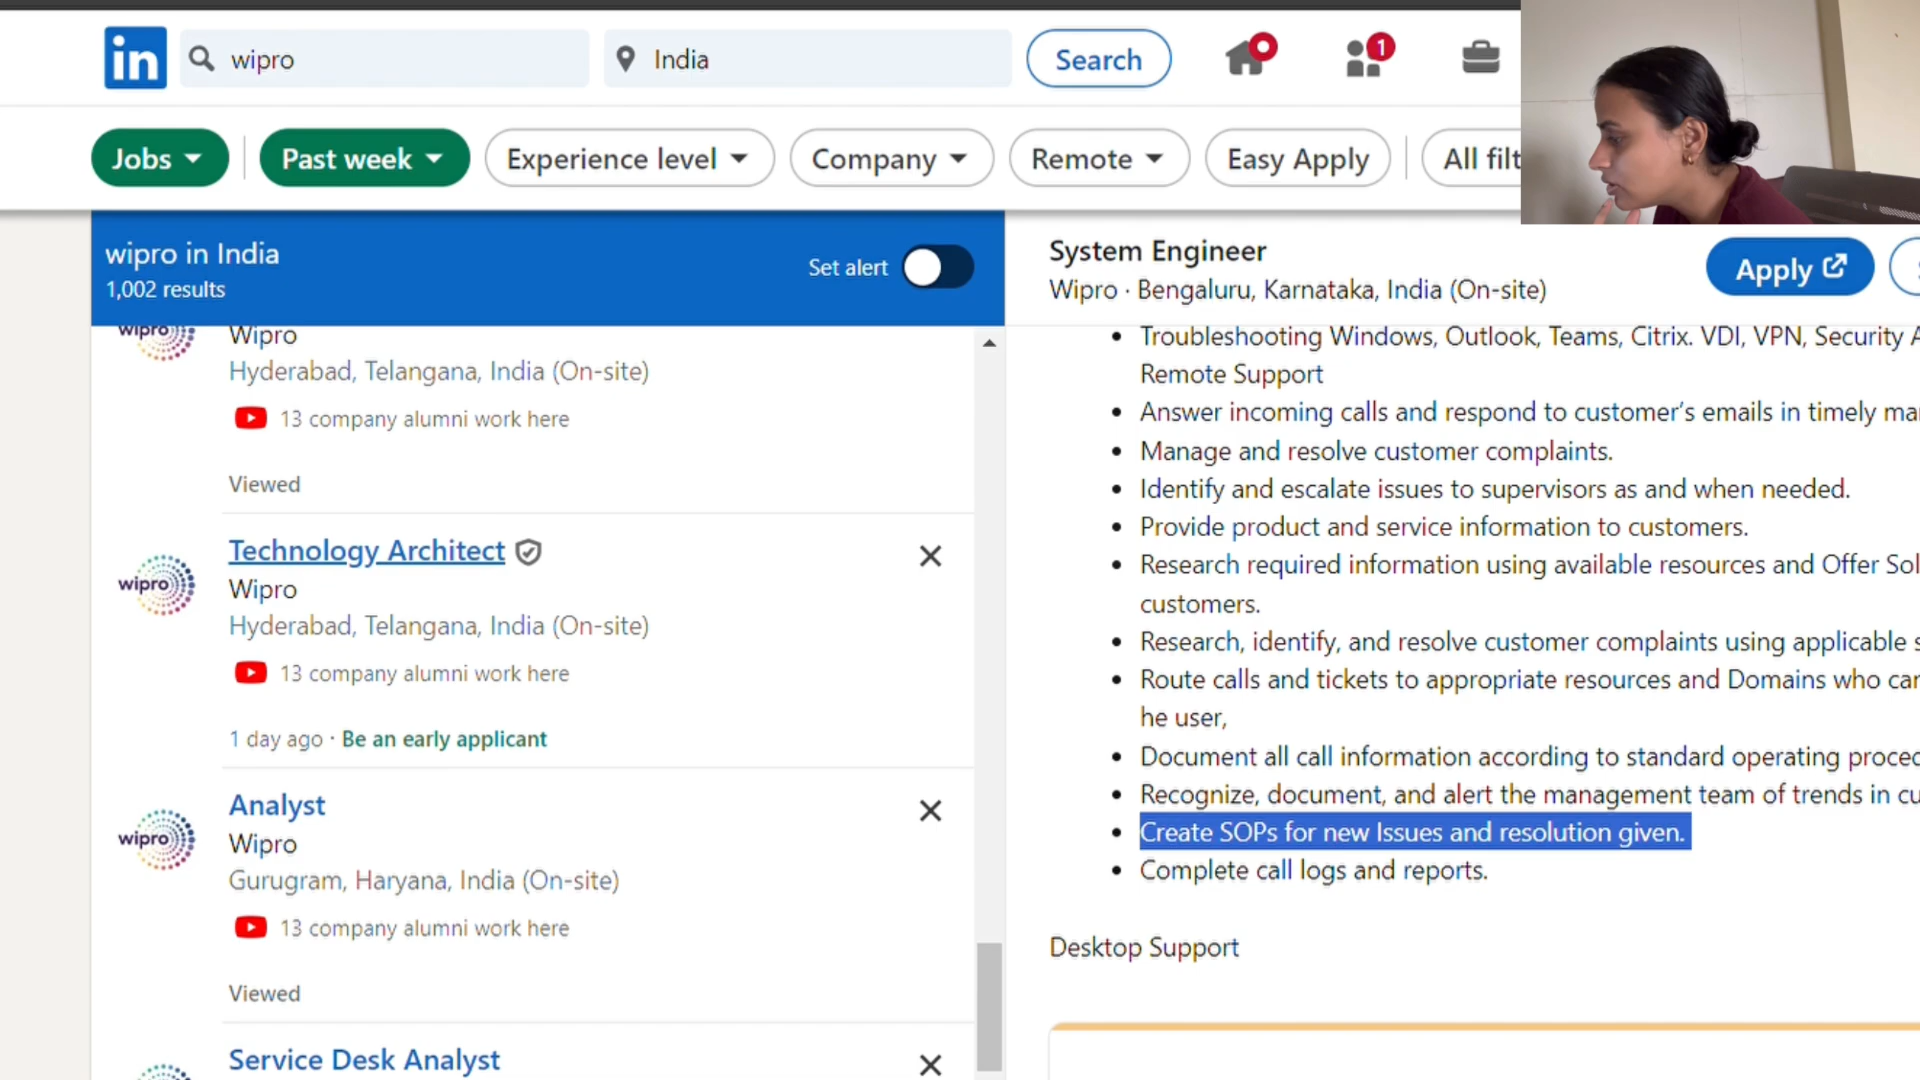 in
wipro
India
Search
1
Jobs
Past week
Experience level
Company
Remote
Easy Apply
All filt
wipro in India
1,002 results
Set alert
wipro
Wipro
Hyderabad, Telangana, India (On-site)
13 company alumni work here
Viewed
Technology Architect
wipro
Wipro
Hyderabad, Telangana, India (On-site)
13 company alumni work here
1 day ago · Be an early applicant
Analyst
wipro
Wipro
Gurugram, Haryana, India (On-site)
13 company alumni work here
Viewed
Service Desk Analyst
System Engineer
Wipro · Bengaluru, Karnataka, India (On-site)
Apply
• Troubleshooting Windows, Outlook, Teams, Citrix. VDI, VPN, Security A
Remote Support
• Answer incoming calls and respond to customer's emails in timely ma
• Manage and resolve customer complaints.
• Identify and escalate issues to supervisors as and when needed.
• Provide product and service information to customers.
• Research required information using available resources and Offer Sol
customers.
• Research, identify, and resolve customer complaints using applicable s
• Route calls and tickets to appropriate resources and Domains who car
he user,
• Document all call information according to standard operating proced
• Recognize, document, and alert the management team of trends in cu
• Create SOPs for new Issues and resolution given.
• Complete call logs and reports.
Desktop Support